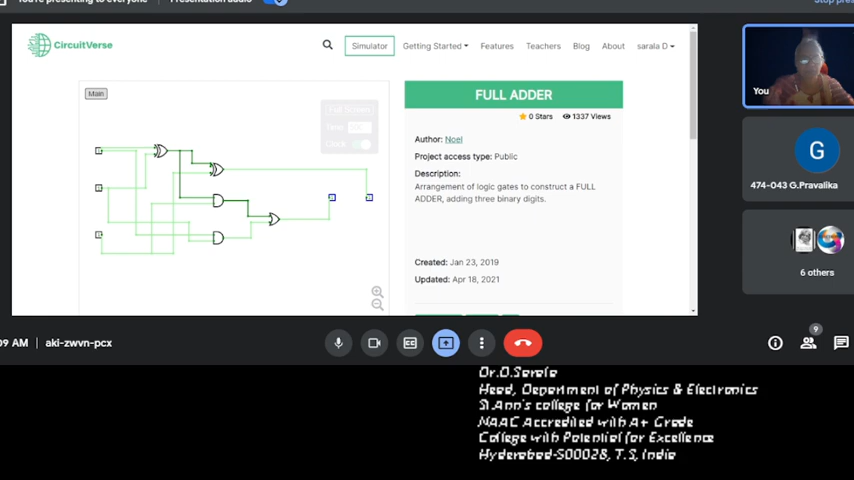 You're presenting to everyone
Presentation audio
Stop pres
CircuitVerse
Simulator
Getting Started
Features
Teachers
Blog
About
sarala D
Main
Full Screen
Time
Clock
FULL ADDER
0 Stars
1337 Views
Author: Noel
Project access type: Public
Description:
Arrangement of logic gates to construct a FULL
ADDER, adding three binary digits.
Created: Jan 23, 2019
Updated: Apr 18, 2021
You
G
474-043 G.Pravalika
6 others
09 AM
aki-zwvn-pcx
9
Dr.O.Sarala
Head, Department of Physics & Electronics
St.Ann's college for Women
NAAC Accredited with A+ Grade
College with Potential for Excellence
Hyderabad-500028, T.S, India